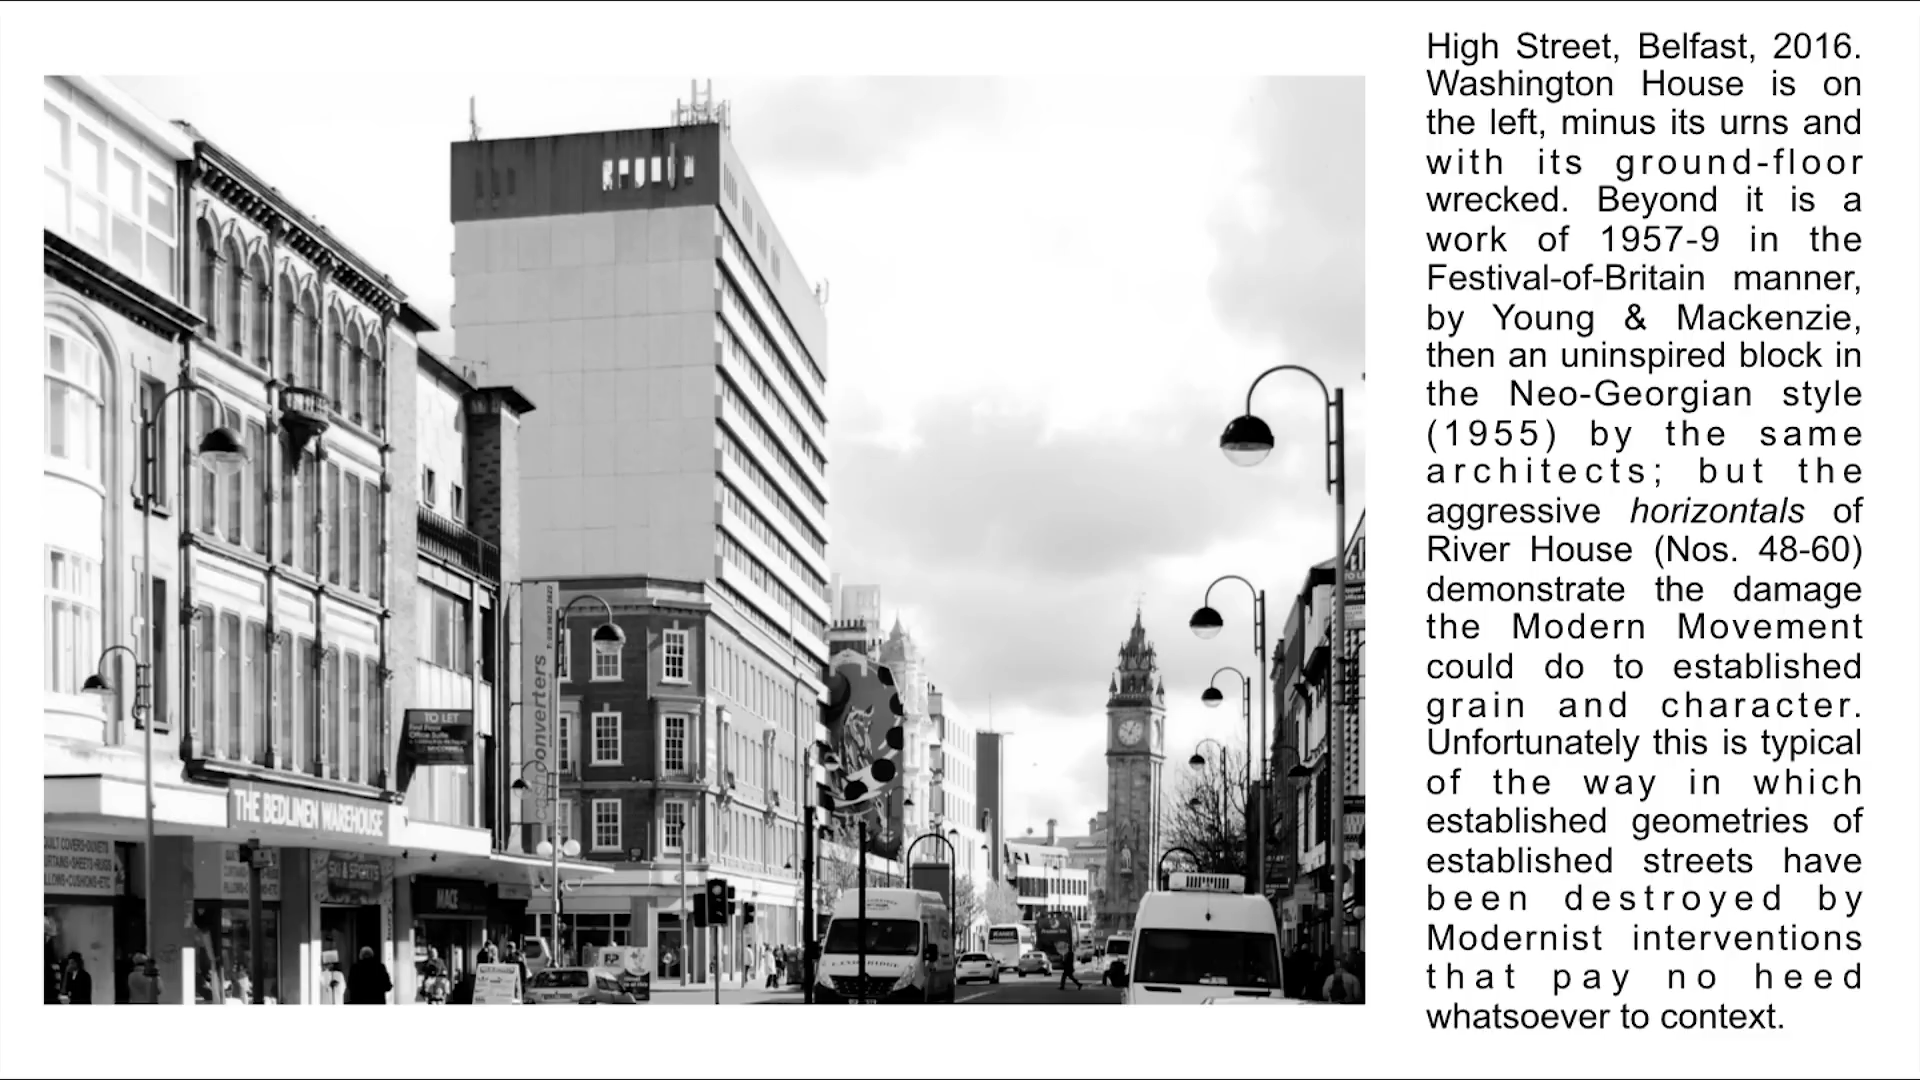 High Street, Belfast, 2016.
Washington House is on
the left, minus its urns and
with its ground-floor
wrecked. Beyond it is a
work of 1957-9 in the
Festival-of-Britain manner,
by Young & Mackenzie,
then an uninspired block in
the Neo-Georgian style
(1955) by the same
architects; but the
aggressive horizontals of
River House (Nos. 48-60)
demonstrate the damage
the Modern Movement
could do to established
grain and character.
Unfortunately this is typical
of the way in which
established geometries of
established streets have
been destroyed by
Modernist interventions
that pay no heed
whatsoever to context.
cash converters
TO LET
THE BEDLINEN WAREHOUSE
MACE